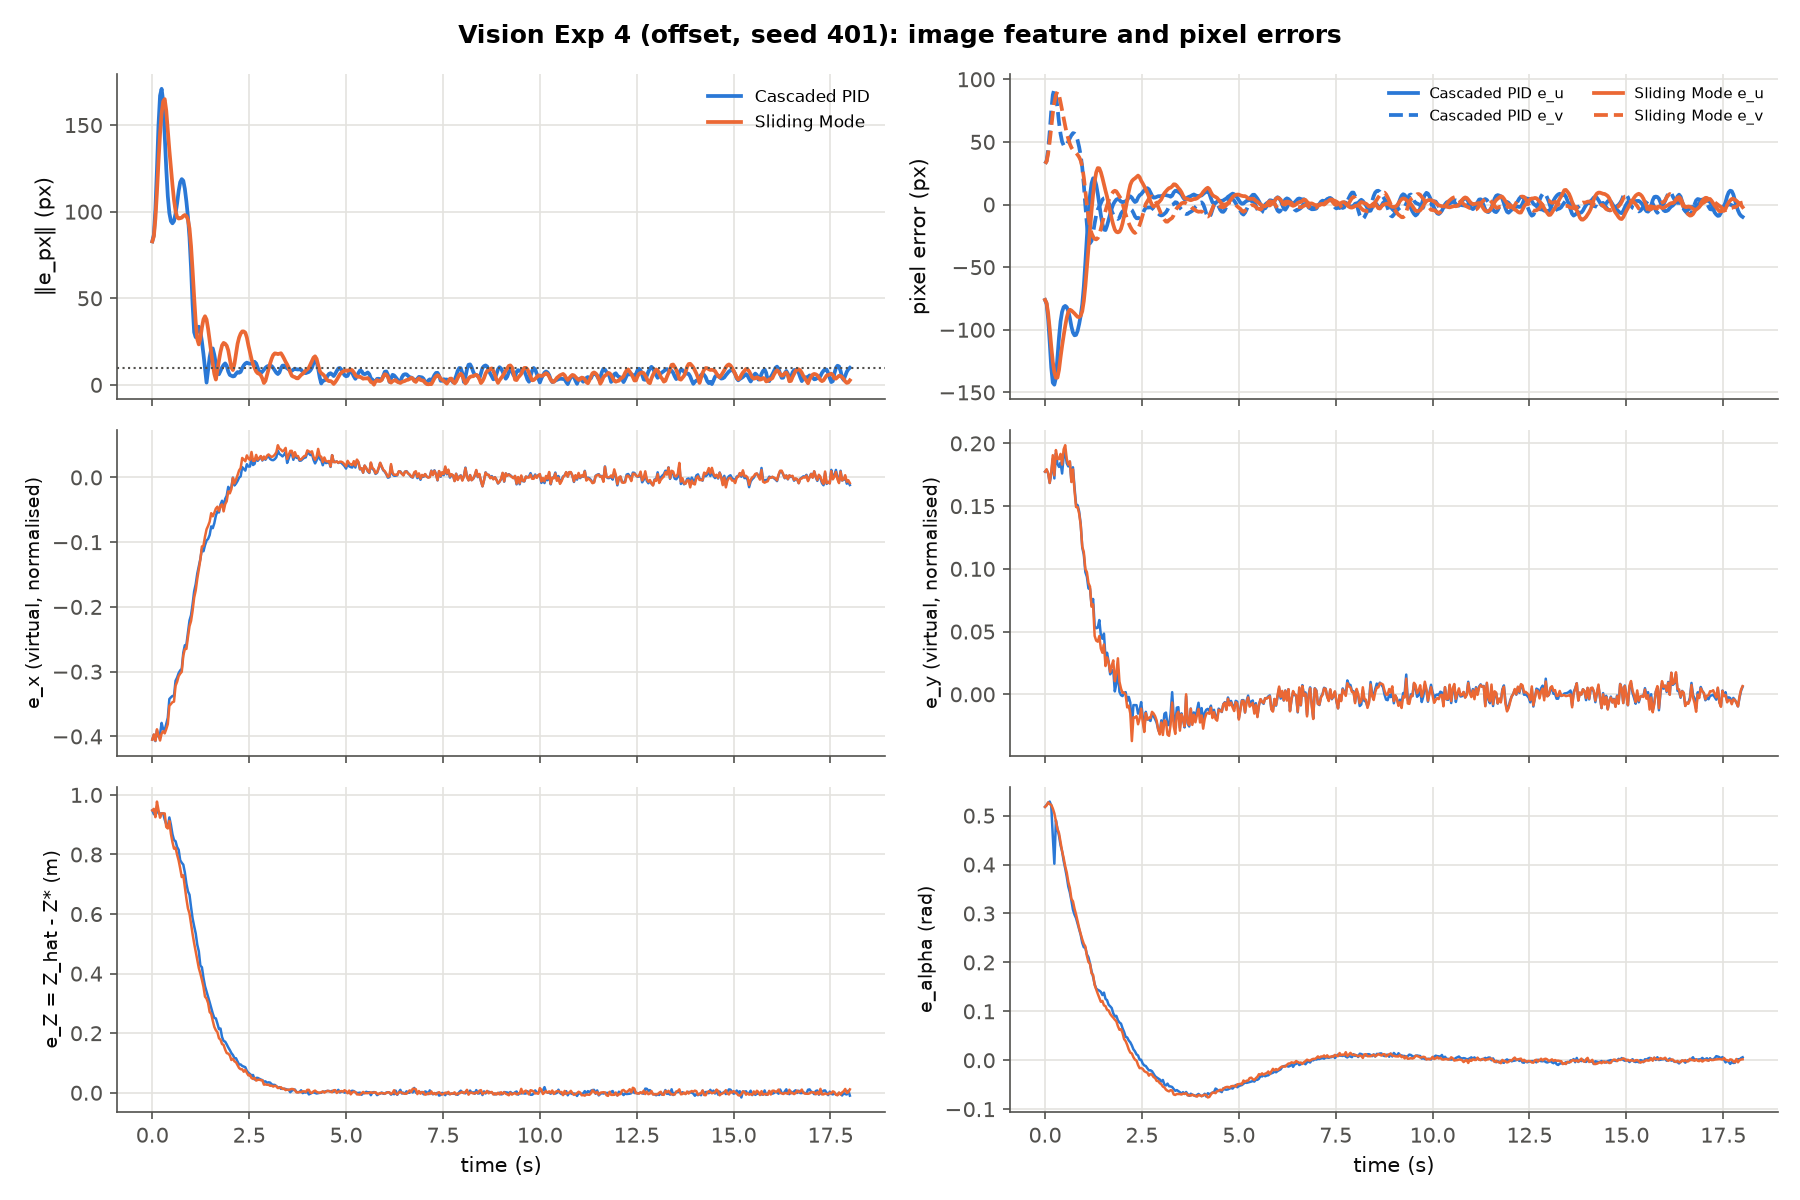 Vision Exp 4 (offset, seed 401): image feature and pixel errors
‖e_px‖ (px)
150
100
50
0
Cascaded PID
Sliding Mode
pixel error (px)
100
50
0
−50
−100
−150
Cascaded PID e_u
Cascaded PID e_v
Sliding Mode e_u
Sliding Mode e_v
e_x (virtual, normalised)
0.0
−0.1
−0.2
−0.3
−0.4
e_y (virtual, normalised)
0.20
0.15
0.10
0.05
0.00
e_Z = Z_hat - Z* (m)
1.0
0.8
0.6
0.4
0.2
0.0
0.0 2.5 5.0 7.5 10.0 12.5 15.0 17.5
time (s)
e_alpha (rad)
0.5
0.4
0.3
0.2
0.1
0.0
−0.1
0.0 2.5 5.0 7.5 10.0 12.5 15.0 17.5
time (s)